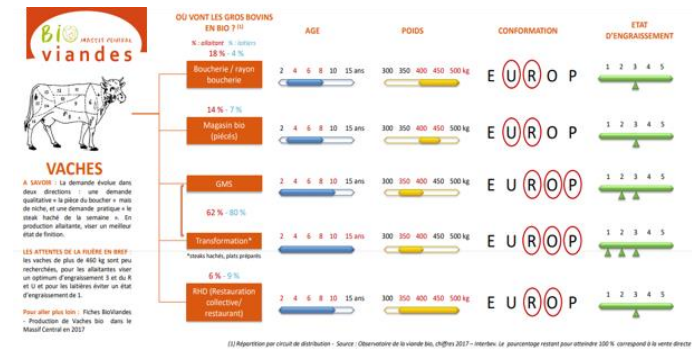 BiO MASSIF CENTRAL
viandes
VACHES
A SAVOIR : La demande évolue dans
deux directions : une demande
qualitative « la pièce du boucher » mais
de niche, et une demande pratique « le
steak haché de la semaine ». En
production allaitante, viser un meilleur
état de finition.
LES ATTENTES DE LA FILIÈRE EN BREF :
les vaches de plus de 460 kg sont peu
recherchées, pour les allaitantes viser
un optimum d'engraissement 3 et du R
et U et pour les laitières éviter un état
d'engraissement de 1.
Pour aller plus loin : Fiches BioViandes
- Production de Vaches bio dans le
Massif Central en 2017
OÙ VONT LES GROS BOVINS
EN BIO ? (1)
% : allaitant % : laitiers
AGE
POIDS
CONFORMATION
ETAT
D'ENGRAISSEMENT
18 % - 4 %
Boucherie / rayon
boucherie
2 4 6 8 10 15 ans
300 350 400 450 500 kg
E U R O P
1 2 3 4 5
14 % - 7 %
Magasin bio
(piécés)
2 4 6 8 10 15 ans
300 350 400 450 500 kg
E U R O P
1 2 3 4 5
GMS
2 4 6 8 10 15 ans
300 350 400 450 500 kg
E U R O P
1 2 3 4 5
62 % - 80 %
Transformation*
2 4 6 8 10 15 ans
300 350 400 450 500 kg
E U R O P
1 2 3 4 5
*steaks hachés, plats préparés
6 % - 9 %
RHD (Restauration
collective/
restaurant)
2 4 6 8 10 15 ans
300 350 400 450 500 kg
E U R O P
1 2 3 4 5
(1) Répartition par circuit de distribution - Source : Observatoire de la viande bio, chiffres 2017 – Interbev. Le pourcentage restant pour atteindre 100 % correspond à la vente directe